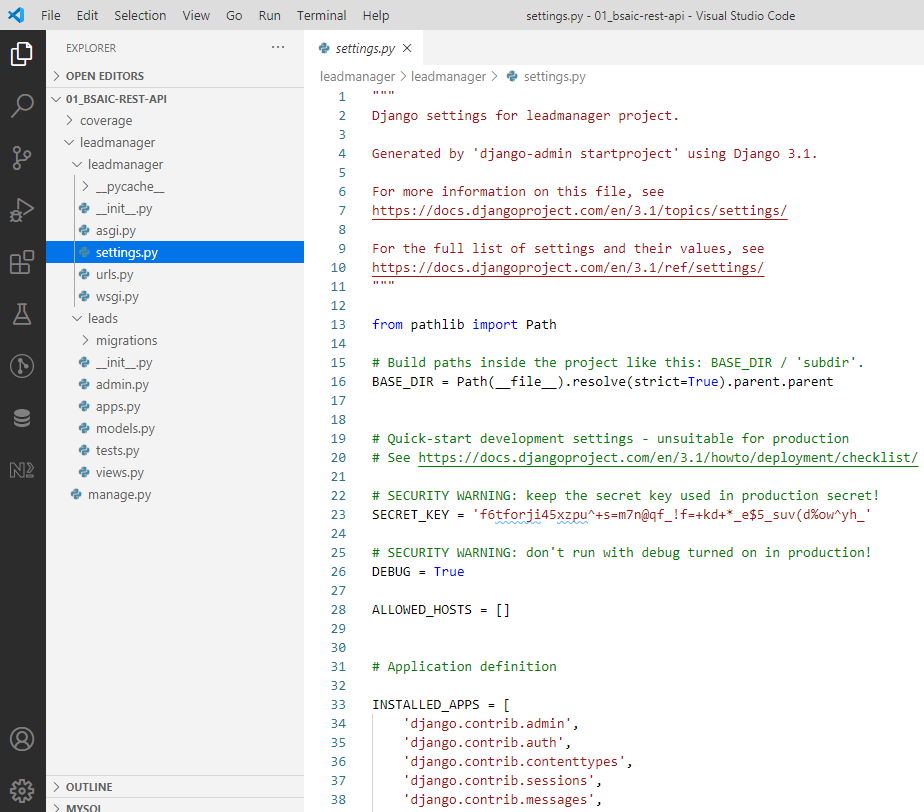 File Edit Selection View Go Run Terminal Help settings.py - 01_bsaic-rest-api - Visual Studio Code
EXPLORER ...
OPEN EDITORS
01_BSAIC-REST-API
coverage
leadmanager
leadmanager
__pycache__
__init__.py
asgi.py
settings.py
urls.py
wsgi.py
leads
migrations
__init__.py
admin.py
apps.py
models.py
tests.py
views.py
manage.py
OUTLINE
MYSQL
settings.py
leadmanager > leadmanager > settings.py
1 """
2 Django settings for leadmanager project.
3
4 Generated by 'django-admin startproject' using Django 3.1.
5
6 For more information on this file, see
7 https://docs.djangoproject.com/en/3.1/topics/settings/
8
9 For the full list of settings and their values, see
10 https://docs.djangoproject.com/en/3.1/ref/settings/
11 """
12
13 from pathlib import Path
14
15 # Build paths inside the project like this: BASE_DIR / 'subdir'.
16 BASE_DIR = Path(__file__).resolve(strict=True).parent.parent
17
18
19 # Quick-start development settings - unsuitable for production
20 # See https://docs.djangoproject.com/en/3.1/howto/deployment/checklist/
21
22 # SECURITY WARNING: keep the secret key used in production secret!
23 SECRET_KEY = 'f6tforji45xzpu^+s=m7n@qf_!f=+kd+*_e$5_suv(d%ow^yh_'
24
25 # SECURITY WARNING: don't run with debug turned on in production!
26 DEBUG = True
27
28 ALLOWED_HOSTS = []
29
30
31 # Application definition
32
33 INSTALLED_APPS = [
34 'django.contrib.admin',
35 'django.contrib.auth',
36 'django.contrib.contenttypes',
37 'django.contrib.sessions',
38 'django.contrib.messages',